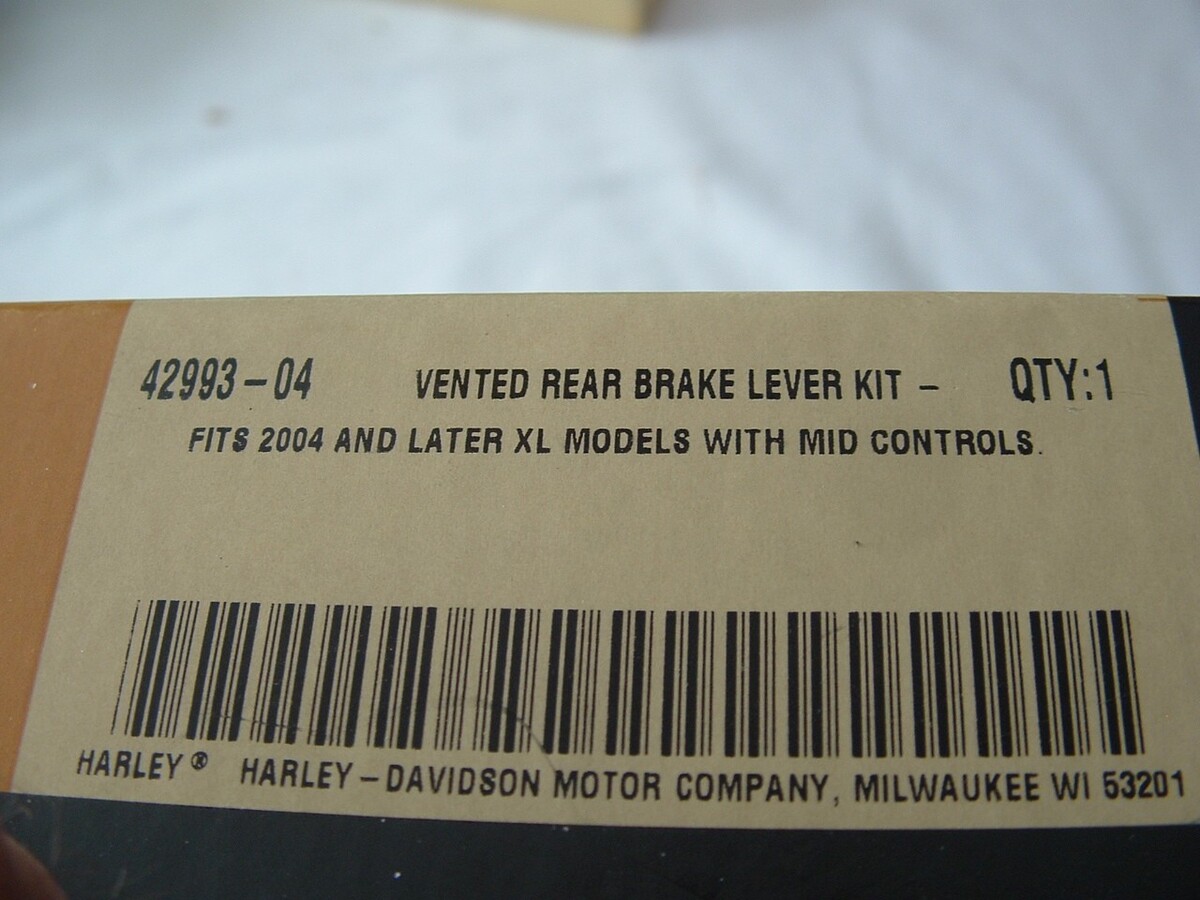 42993-04 VENTED REAR BRAKE LEVER KIT - QTY:1
FITS 2004 AND LATER XL MODELS WITH MID CONTROLS.
HARLEY® HARLEY-DAVIDSON MOTOR COMPANY, MILWAUKEE WI 53201